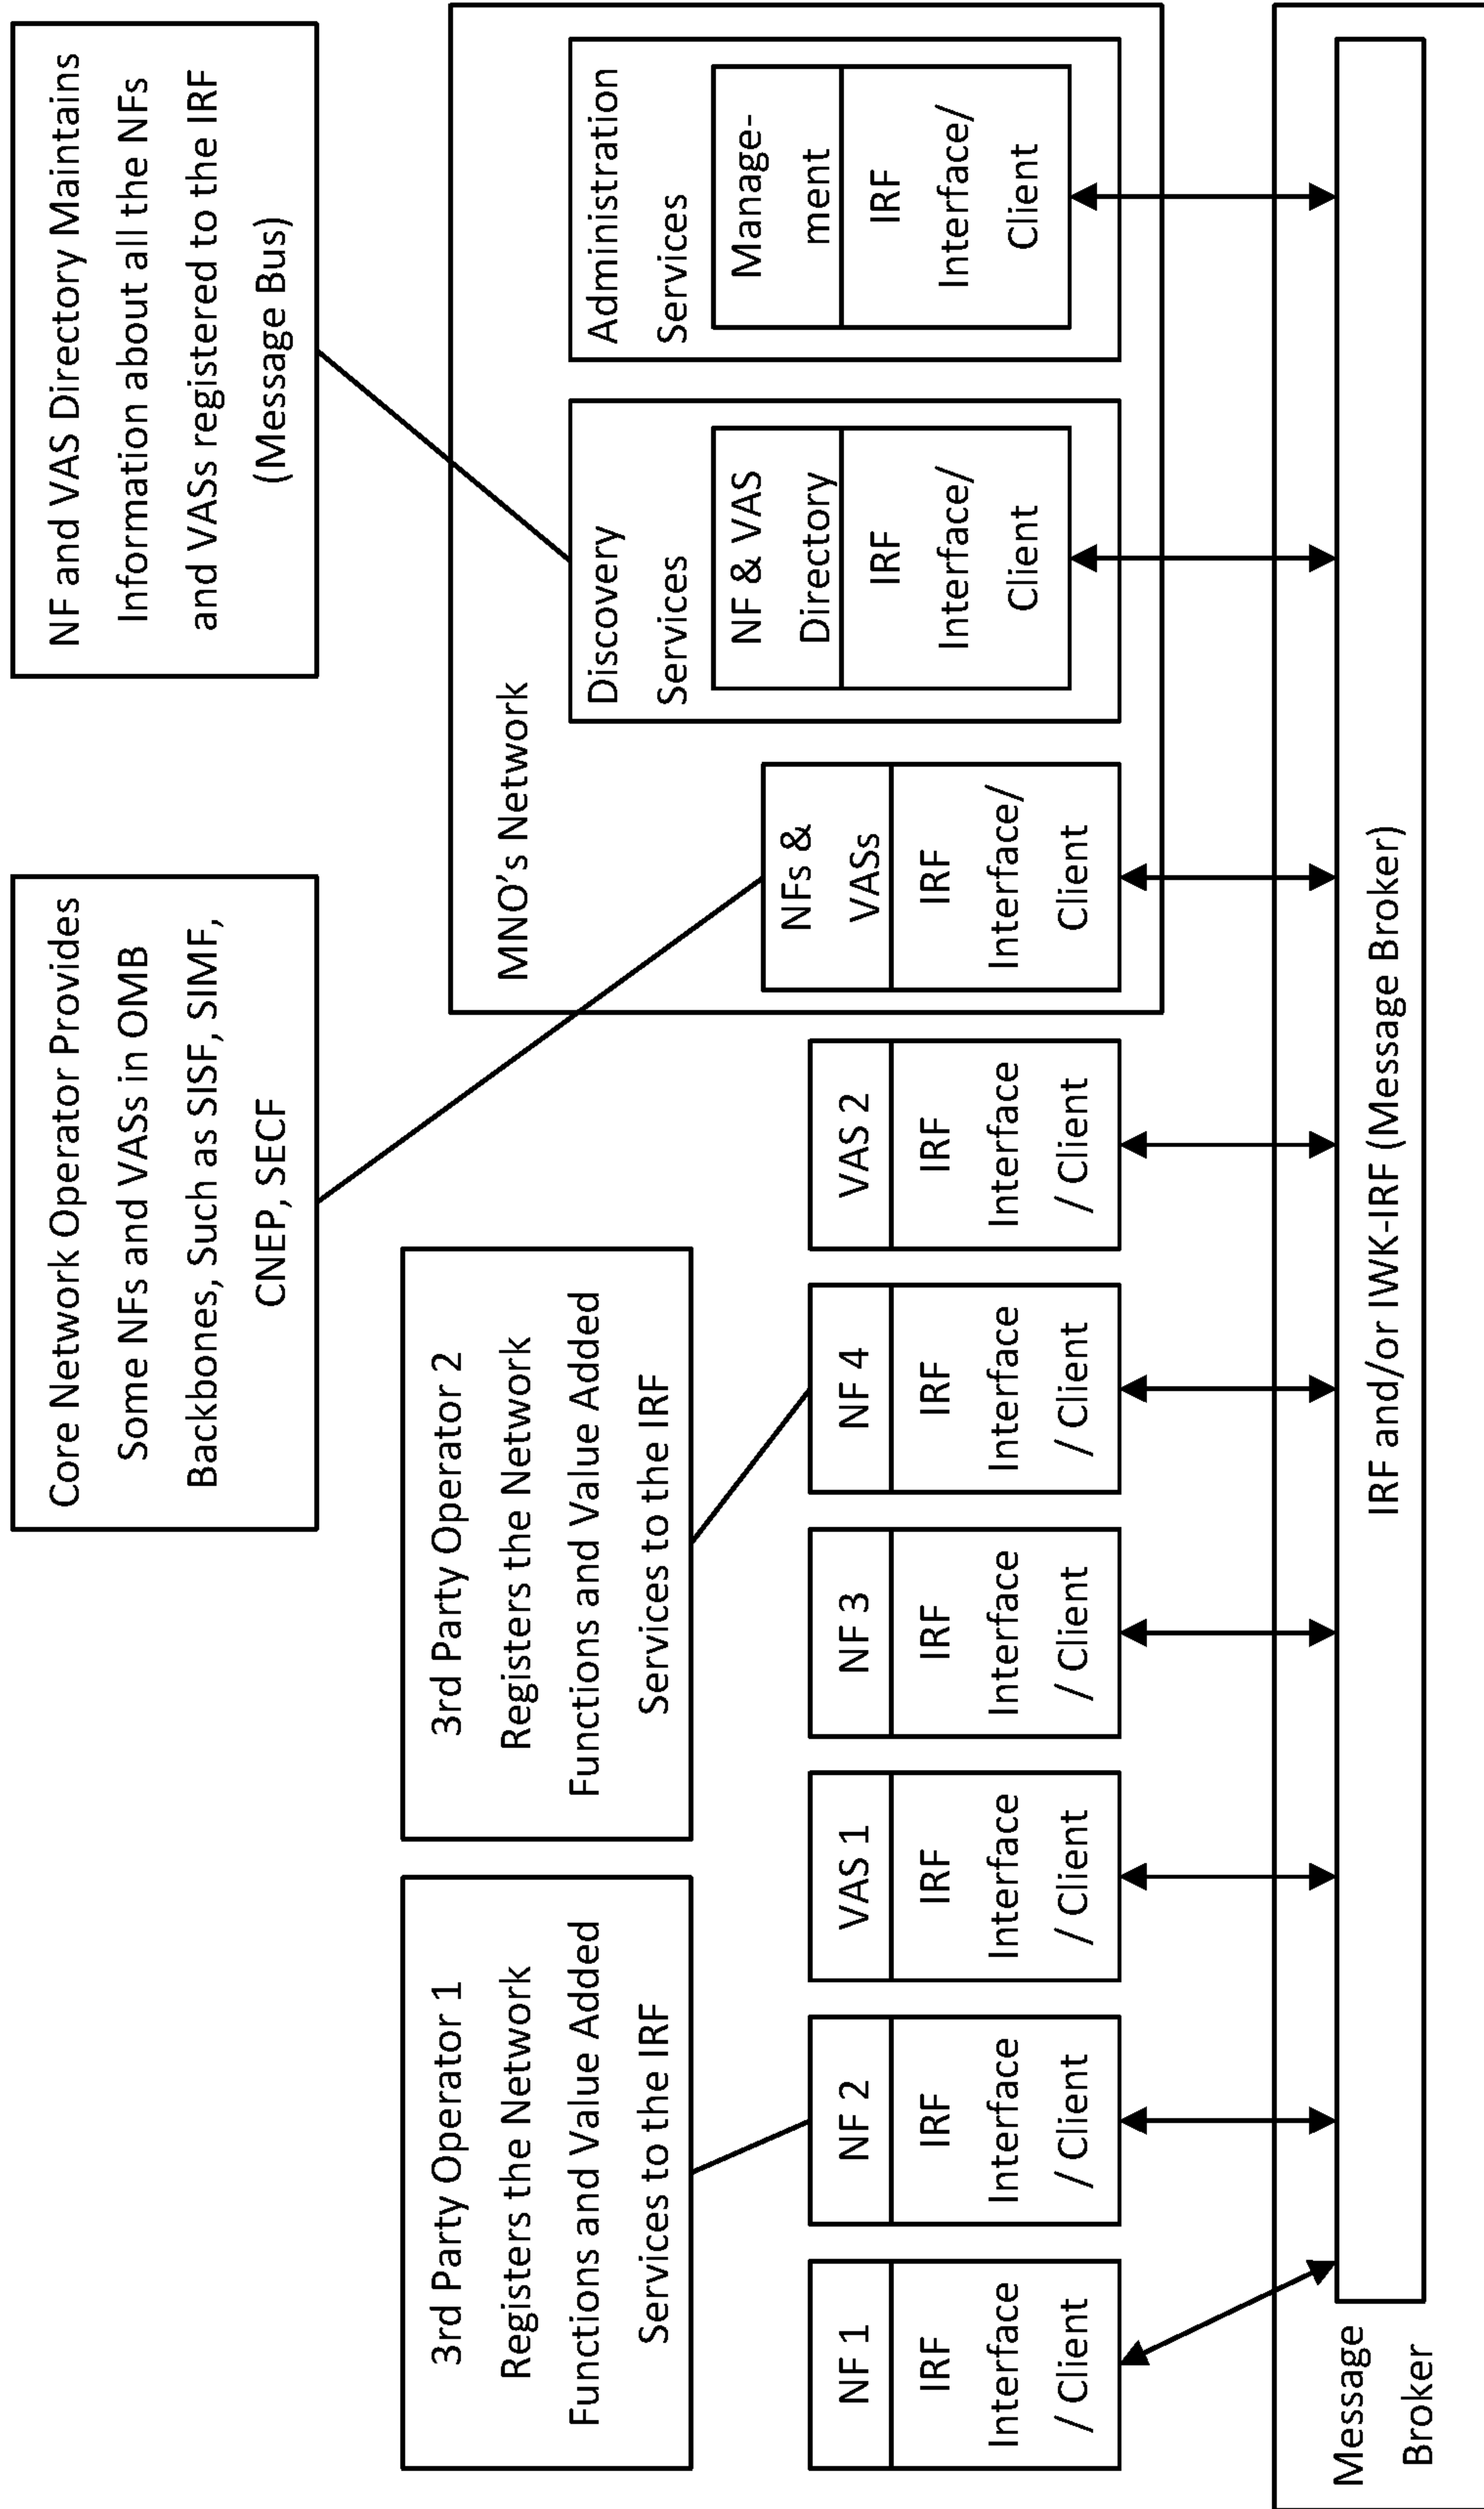 NF and VAS Directory Maintains
Information about all the NFs
and VASs registered to the IRF
(Message Bus)
Core Network Operator Provides
Some NFs and VASs in OMB
Backbones, Such as SISF, SIMF,
CNEP, SECF
3rd Party Operator 2
Registers the Network
Functions and Value Added
Services to the IRF
3rd Party Operator 1
Registers the Network
Functions and Value Added
Services to the IRF
MNO's Network
Administration
Services
Manage-
ment
IRF
Interface/
Client
Discovery
Services
NF & VAS
Directory
IRF
Interface/
Client
NFs &
VASs
IRF
Interface/
Client
VAS 2
IRF
Interface
/ Client
NF 4
IRF
Interface
/ Client
NF 3
IRF
Interface
/ Client
VAS 1
IRF
Interface
/ Client
NF 2
IRF
Interface
/ Client
NF 1
IRF
Interface
/ Client
IRF and/or IWK-IRF (Message Broker)
Message
Broker